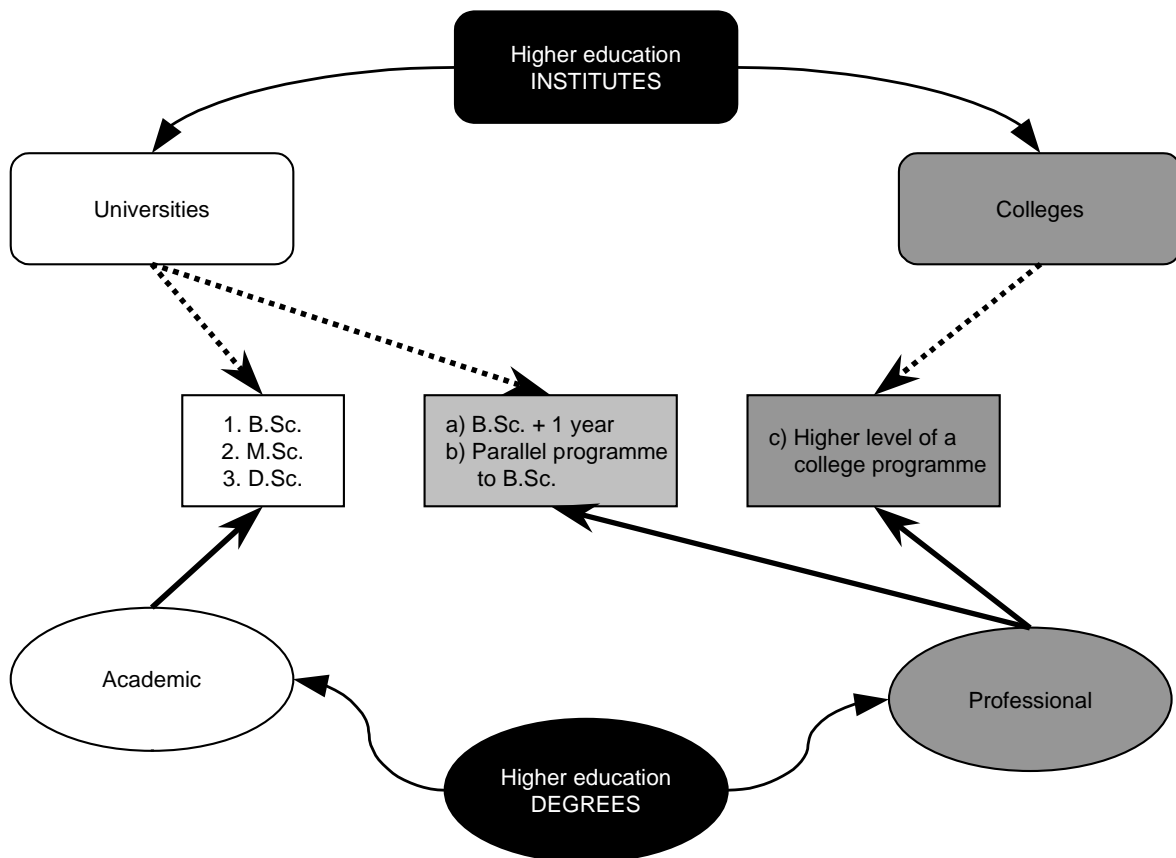 Higher education
INSTITUTES
Universities
Colleges
1. B.Sc.
2. M.Sc.
3. D.Sc.
a) B.Sc. + 1 year
b) Parallel programme
to B.Sc.
c) Higher level of a
college programme
Academic
Professional
Higher education
DEGREES